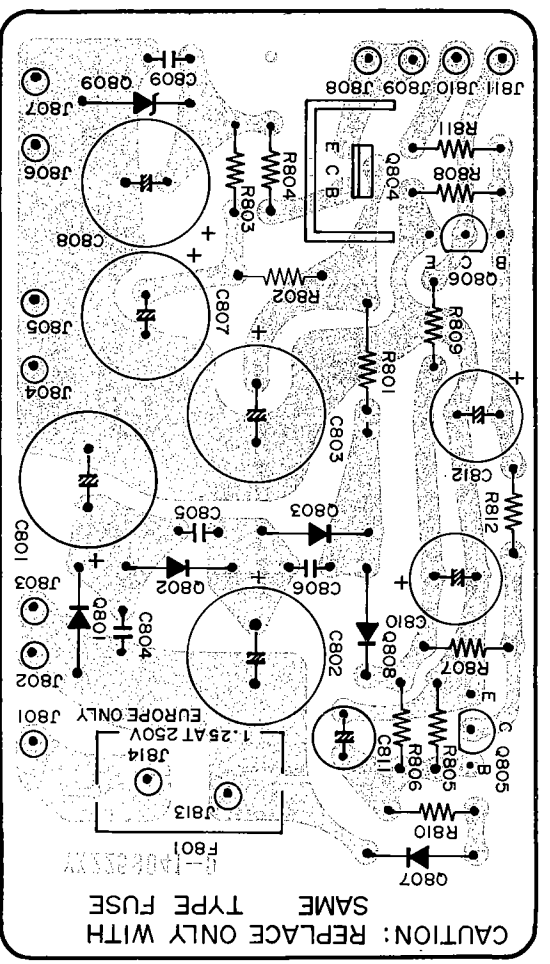 CAUTION: REPLACE ONLY WITH
SAME TYPE FUSE
Q807
F801
R810
J813
B
J814
1.25AT 250V
EUROPE ONLY
R805
R806
C811
Q805
C
J801
E
R807
C802
J802
C810
Q808
C804
Q801
J803
C806
Q802
+
+
+
R812
Q803
C805
C801
C812
C803
J804
+
R801
+
R809
C807
J805
R802
Q806
+
E
C
B
C808
+
R803
R804
R808
Q804
B
C
E
J806
R811
J807
Q809
C809
J811
J810
J809
J808